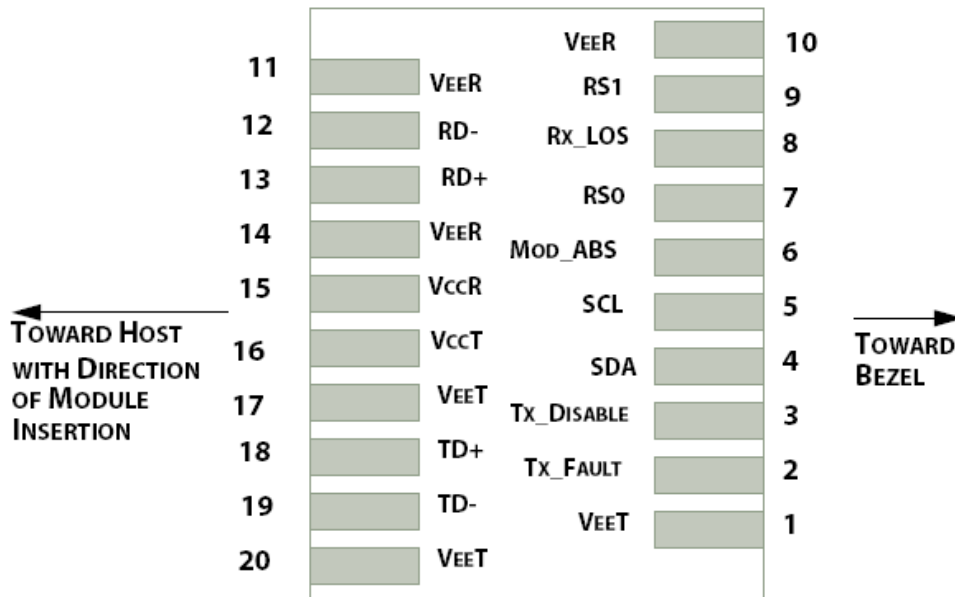 VEER 10
11 VEER
RS1 9
12 RD-
RX_LOS 8
13 RD+
RS0 7
14 VEER
MOD_ABS 6
15 VCCR
SCL 5
TOWARD HOST
WITH DIRECTION
OF MODULE
INSERTION
TOWARD
BEZEL
16 VCCT
SDA 4
17 VEET
TX_DISABLE 3
18 TD+
TX_FAULT 2
19 TD-
VEET 1
20 VEET